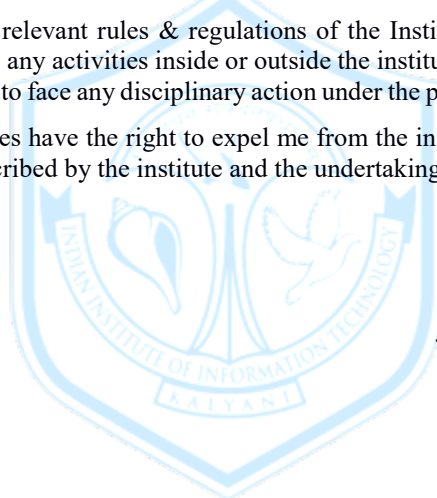 relevant rules & regulations of the Insti
any activities inside or outside the institu
to face any disciplinary action under the p
es have the right to expel me from the in
cribed by the institute and the undertaking
INDIAN INSTITUTE OF INFORMATION TECHNOLOGY
KALYANI